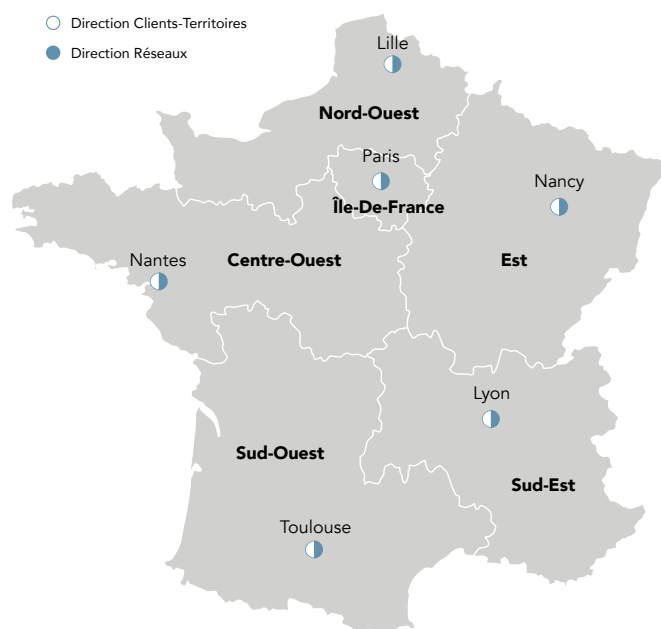 Direction Clients-Territoires
Direction Réseaux
Lille
Nord-Ouest
Paris
Île-De-France
Nancy
Nantes
Centre-Ouest
Est
Lyon
Sud-Ouest
Sud-Est
Toulouse